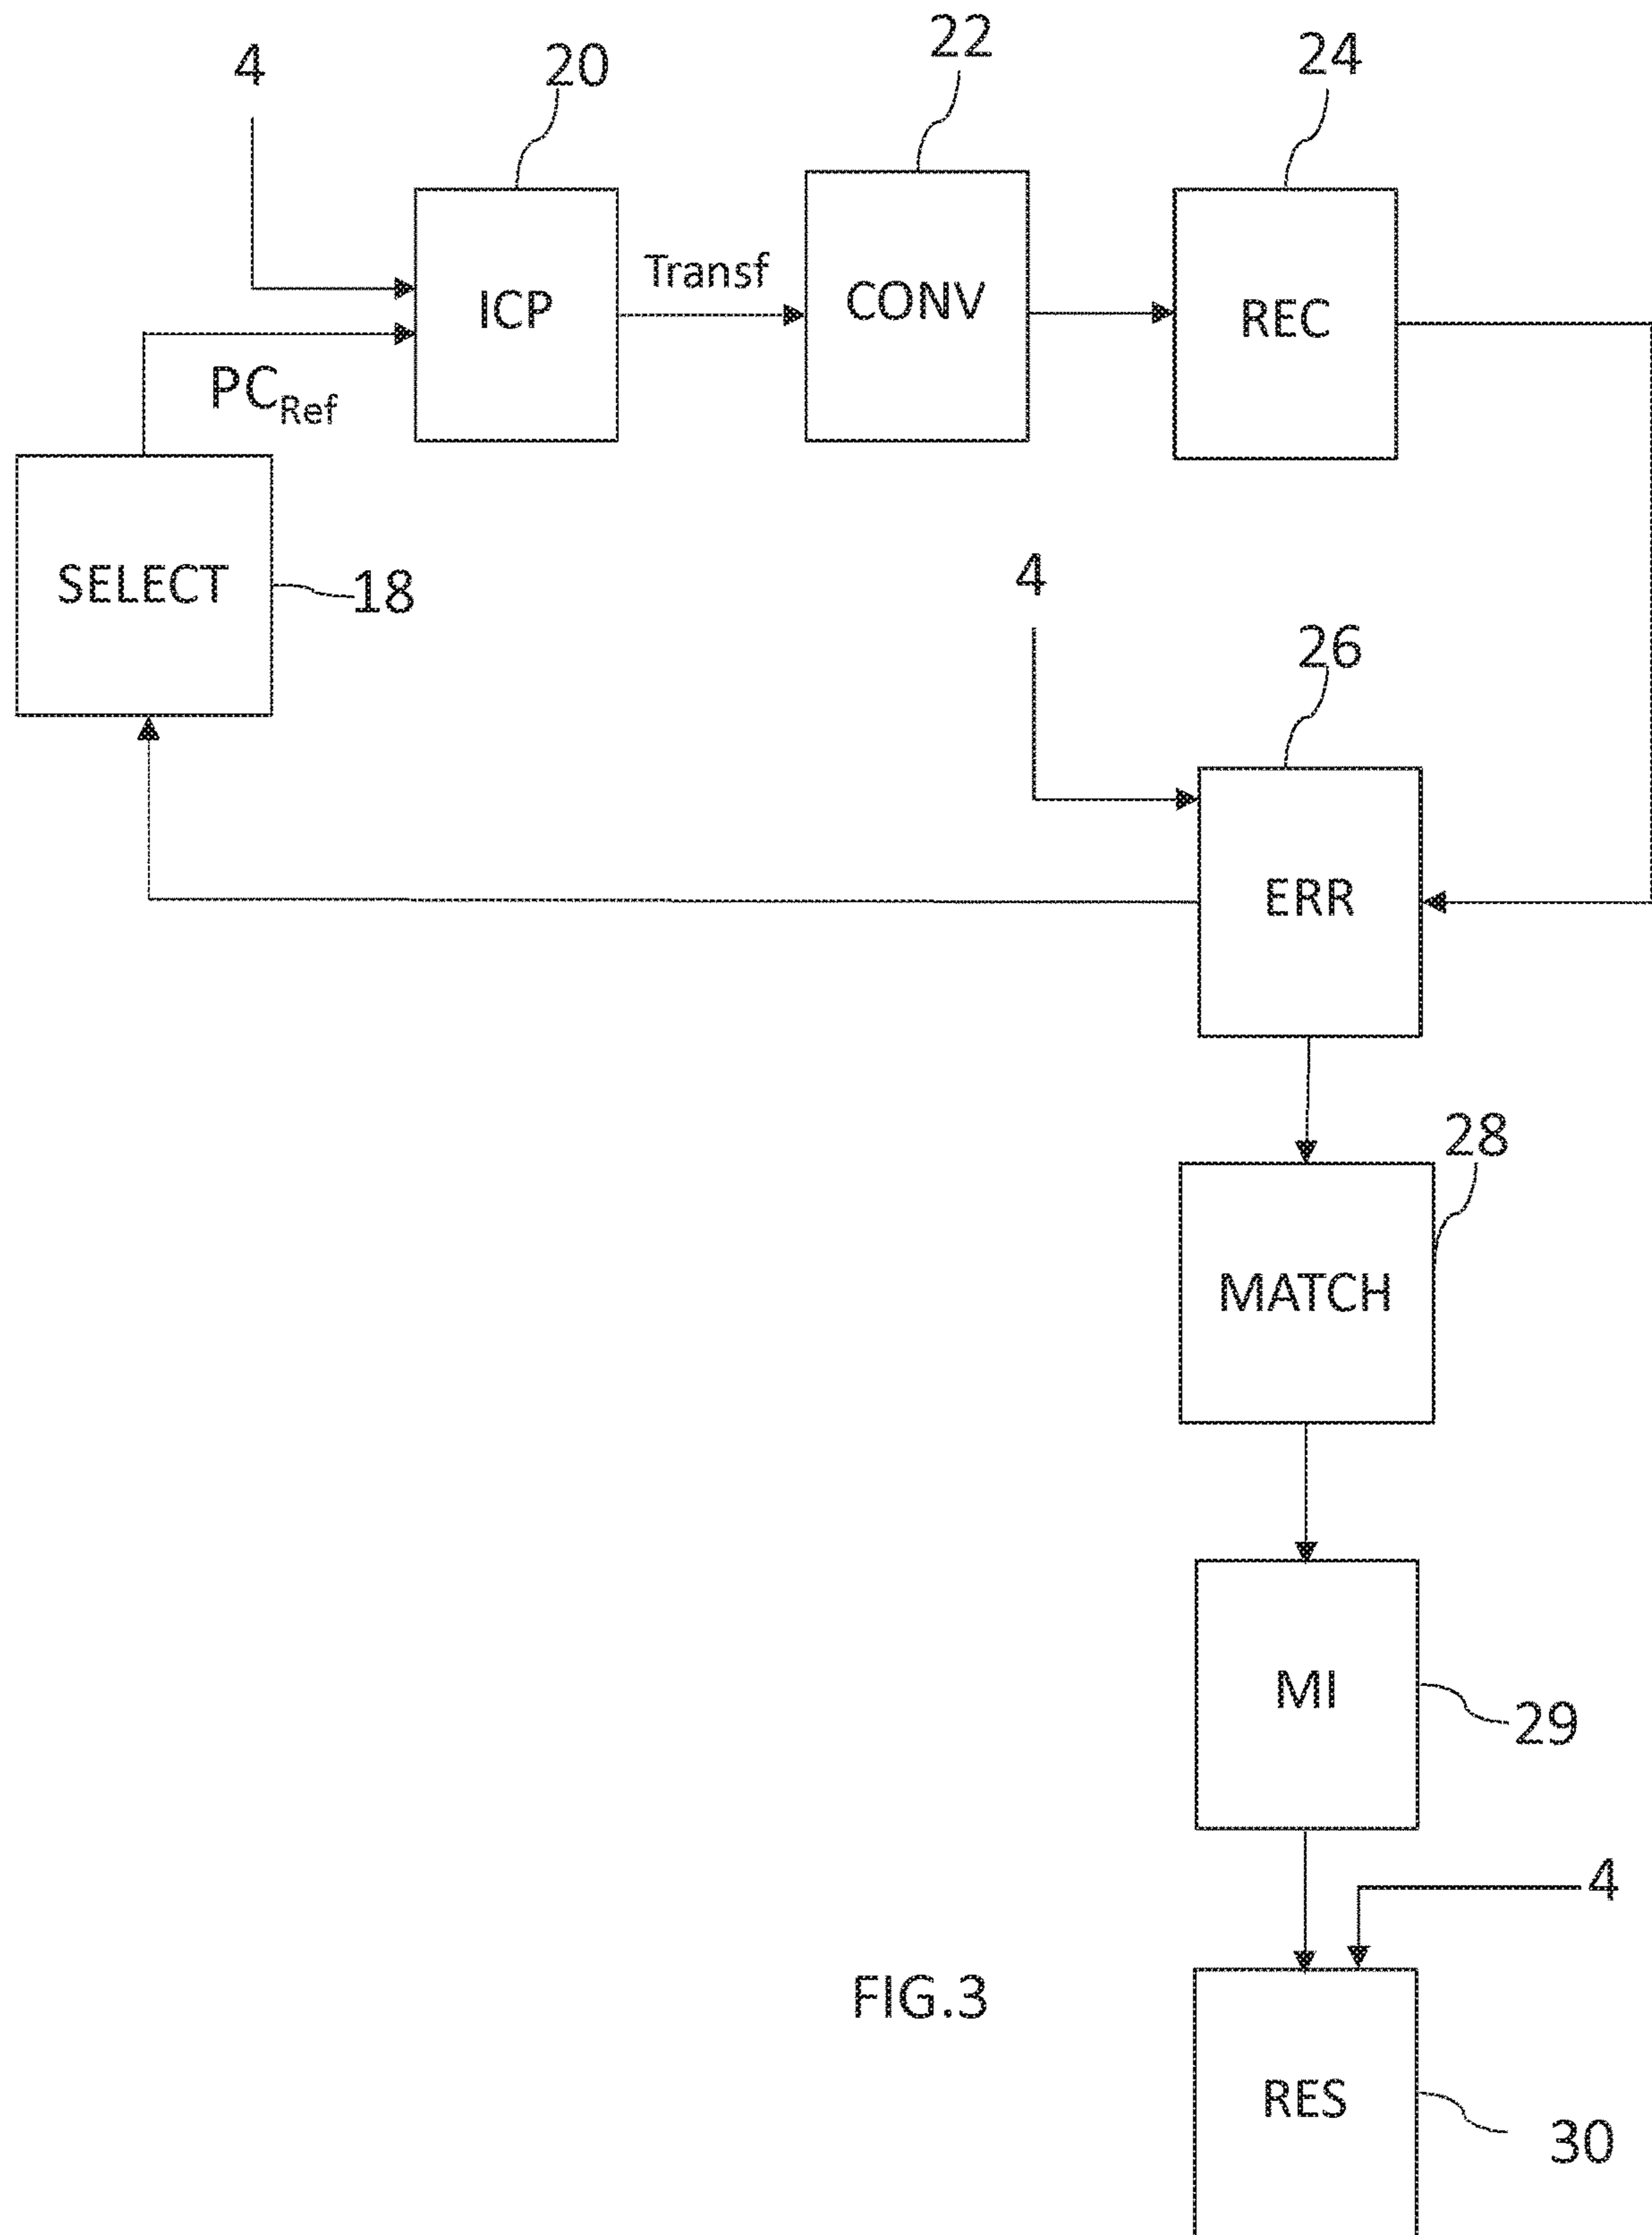 4
20
22
24
ICP
Transf
CONV
REC
PC_Ref
SELECT
18
4
26
ERR
28
MATCH
MI
29
4
FIG.3
RES
30